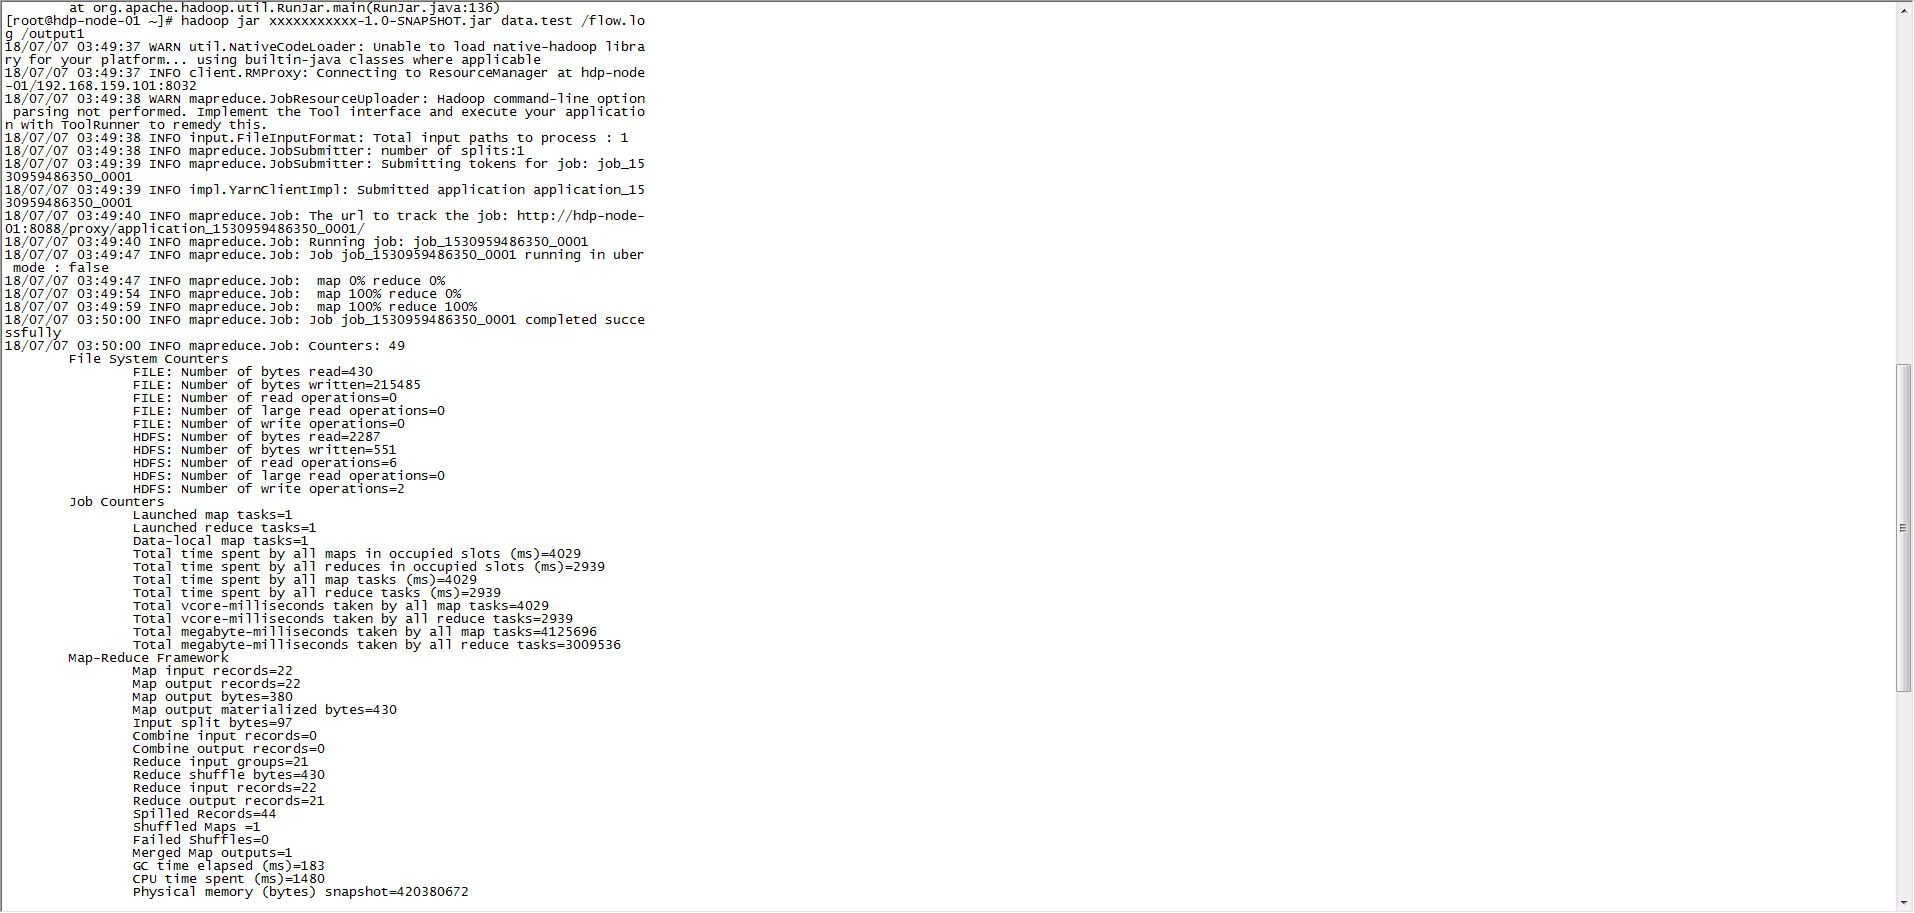 at org.apache.hadoop.util.RunJar.main(RunJar.java:136)
[root@hdp-node-01 ~]# hadoop jar xxxxxxxxxxx-1.0-SNAPSHOT.jar data.test /flow.lo
g /output1
18/07/07 03:49:37 WARN util.NativeCodeLoader: Unable to load native-hadoop libra
ry for your platform... using builtin-java classes where applicable
18/07/07 03:49:37 INFO client.RMProxy: Connecting to ResourceManager at hdp-node
-01/192.168.159.101:8032
18/07/07 03:49:38 WARN mapreduce.JobResourceUploader: Hadoop command-line option
 parsing not performed. Implement the Tool interface and execute your applicatio
n with ToolRunner to remedy this.
18/07/07 03:49:38 INFO input.FileInputFormat: Total input paths to process : 1
18/07/07 03:49:38 INFO mapreduce.JobSubmitter: number of splits:1
18/07/07 03:49:39 INFO mapreduce.JobSubmitter: Submitting tokens for job: job_15
30959486350_0001
18/07/07 03:49:39 INFO impl.YarnClientImpl: Submitted application application_15
30959486350_0001
18/07/07 03:49:40 INFO mapreduce.Job: The url to track the job: http://hdp-node-
01:8088/proxy/application_1530959486350_0001/
18/07/07 03:49:40 INFO mapreduce.Job: Running job: job_1530959486350_0001
18/07/07 03:49:47 INFO mapreduce.Job: Job job_1530959486350_0001 running in uber
 mode : false
18/07/07 03:49:47 INFO mapreduce.Job:  map 0% reduce 0%
18/07/07 03:49:54 INFO mapreduce.Job:  map 100% reduce 0%
18/07/07 03:49:59 INFO mapreduce.Job:  map 100% reduce 100%
18/07/07 03:50:00 INFO mapreduce.Job: Job job_1530959486350_0001 completed succe
ssfully
18/07/07 03:50:00 INFO mapreduce.Job: Counters: 49
        File System Counters
                FILE: Number of bytes read=430
                FILE: Number of bytes written=215485
                FILE: Number of read operations=0
                FILE: Number of large read operations=0
                FILE: Number of write operations=0
                HDFS: Number of bytes read=2287
                HDFS: Number of bytes written=551
                HDFS: Number of read operations=6
                HDFS: Number of large read operations=0
                HDFS: Number of write operations=2
        Job Counters
                Launched map tasks=1
                Launched reduce tasks=1
                Data-local map tasks=1
                Total time spent by all maps in occupied slots (ms)=4029
                Total time spent by all reduces in occupied slots (ms)=2939
                Total time spent by all map tasks (ms)=4029
                Total time spent by all reduce tasks (ms)=2939
                Total vcore-milliseconds taken by all map tasks=4029
                Total vcore-milliseconds taken by all reduce tasks=2939
                Total megabyte-milliseconds taken by all map tasks=4125696
                Total megabyte-milliseconds taken by all reduce tasks=3009536
        Map-Reduce Framework
                Map input records=22
                Map output records=22
                Map output bytes=380
                Map output materialized bytes=430
                Input split bytes=97
                Combine input records=0
                Combine output records=0
                Reduce input groups=21
                Reduce shuffle bytes=430
                Reduce input records=22
                Reduce output records=21
                Spilled Records=44
                Shuffled Maps =1
                Failed Shuffles=0
                Merged Map outputs=1
                GC time elapsed (ms)=183
                CPU time spent (ms)=1480
                Physical memory (bytes) snapshot=420380672